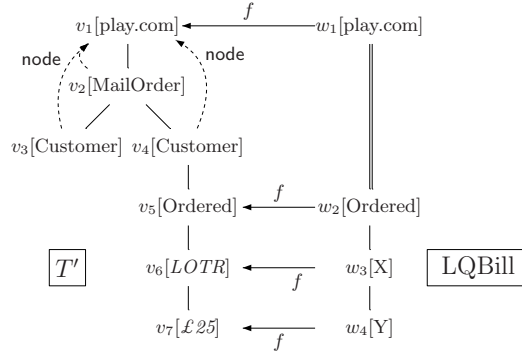 f
v₁[play.com] w₁[play.com]
node node
v₂[MailOrder]
v₃[Customer] v₄[Customer]
f
v₅[Ordered] w₂[Ordered]
T′ v₆[LOTR] w₃[X] LQBill
f
v₇[£25] w₄[Y]
f